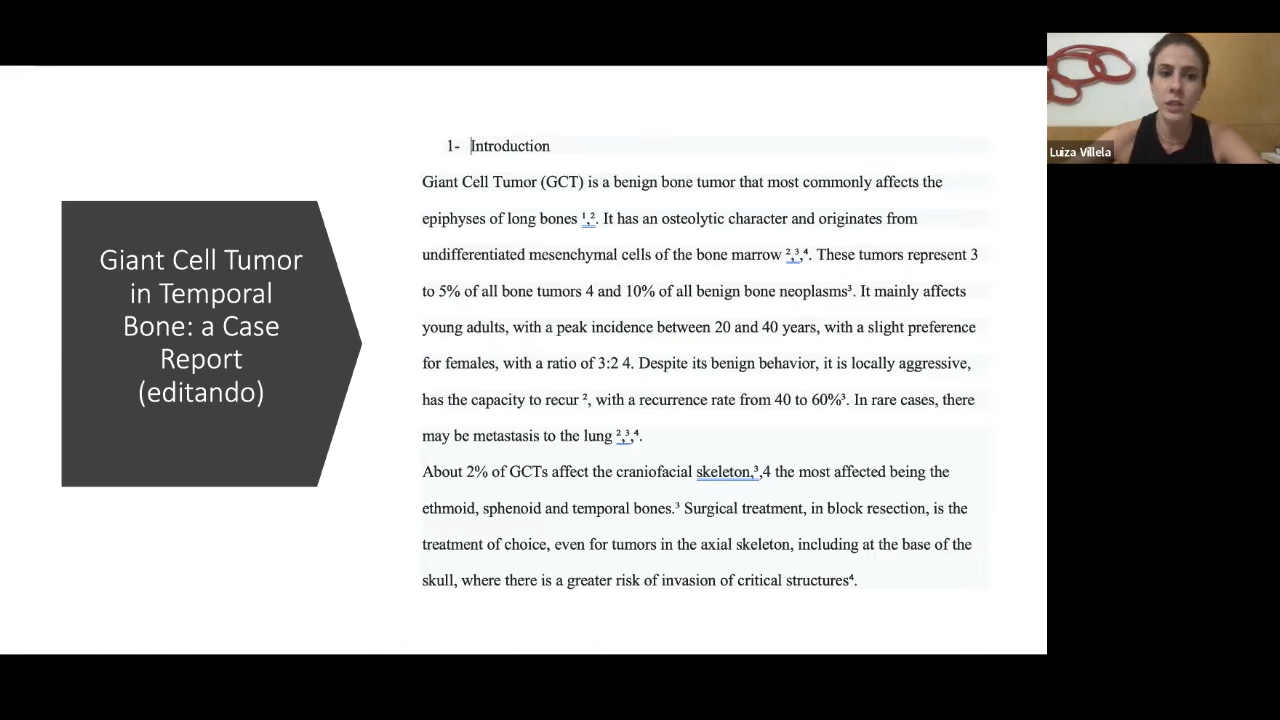 Giant Cell Tumor
in Temporal
Bone: a Case
Report
(editando)
1- Introduction
Giant Cell Tumor (GCT) is a benign bone tumor that most commonly affects the
epiphyses of long bones ¹,². It has an osteolytic character and originates from
undifferentiated mesenchymal cells of the bone marrow ²,³,⁴. These tumors represent 3
to 5% of all bone tumors 4 and 10% of all benign bone neoplasms³. It mainly affects
young adults, with a peak incidence between 20 and 40 years, with a slight preference
for females, with a ratio of 3:2 4. Despite its benign behavior, it is locally aggressive,
has the capacity to recur ², with a recurrence rate from 40 to 60%³. In rare cases, there
may be metastasis to the lung ²,³,⁴.
About 2% of GCTs affect the craniofacial skeleton,³,4 the most affected being the
ethmoid, sphenoid and temporal bones.³ Surgical treatment, in block resection, is the
treatment of choice, even for tumors in the axial skeleton, including at the base of the
skull, where there is a greater risk of invasion of critical structures⁴.
Luiza Villela